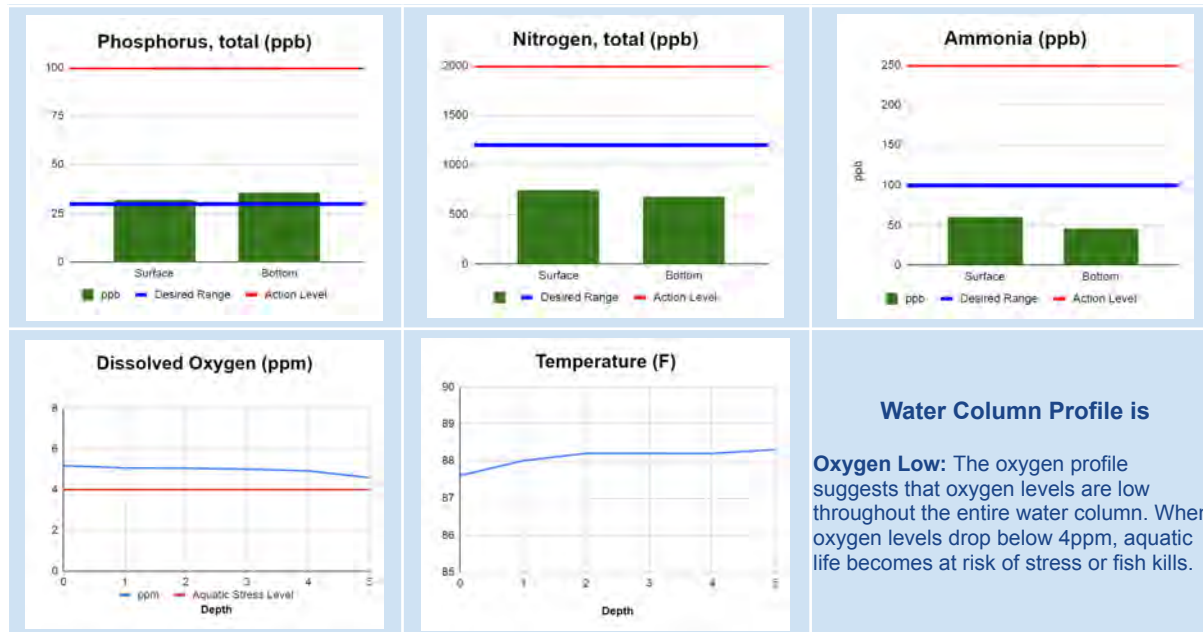 Phosphorus, total (ppb)
100
75
50
25
0
Surface
Bottom
ppb
Desired Range
Action Level
Nitrogen, total (ppb)
2000
1500
1000
500
0
Surface
Bottom
Desired Range
Action Level
Ammonia (ppb)
250
200
150
100
50
0
ppb
Surface
Bottom
ppb
Desired Range
Action Level
Dissolved Oxygen (ppm)
8
6
4
2
0
0 1 2 3 4 5
ppm
Aquatic Stress Level
Depth
Temperature (F)
90
89
88
87
86
85
0 1 2 3 4 5
Depth
Water Column Profile is
Oxygen Low: The oxygen profile
suggests that oxygen levels are low
throughout the entire water column. When
oxygen levels drop below 4ppm, aquatic
life becomes at risk of stress or fish kills.